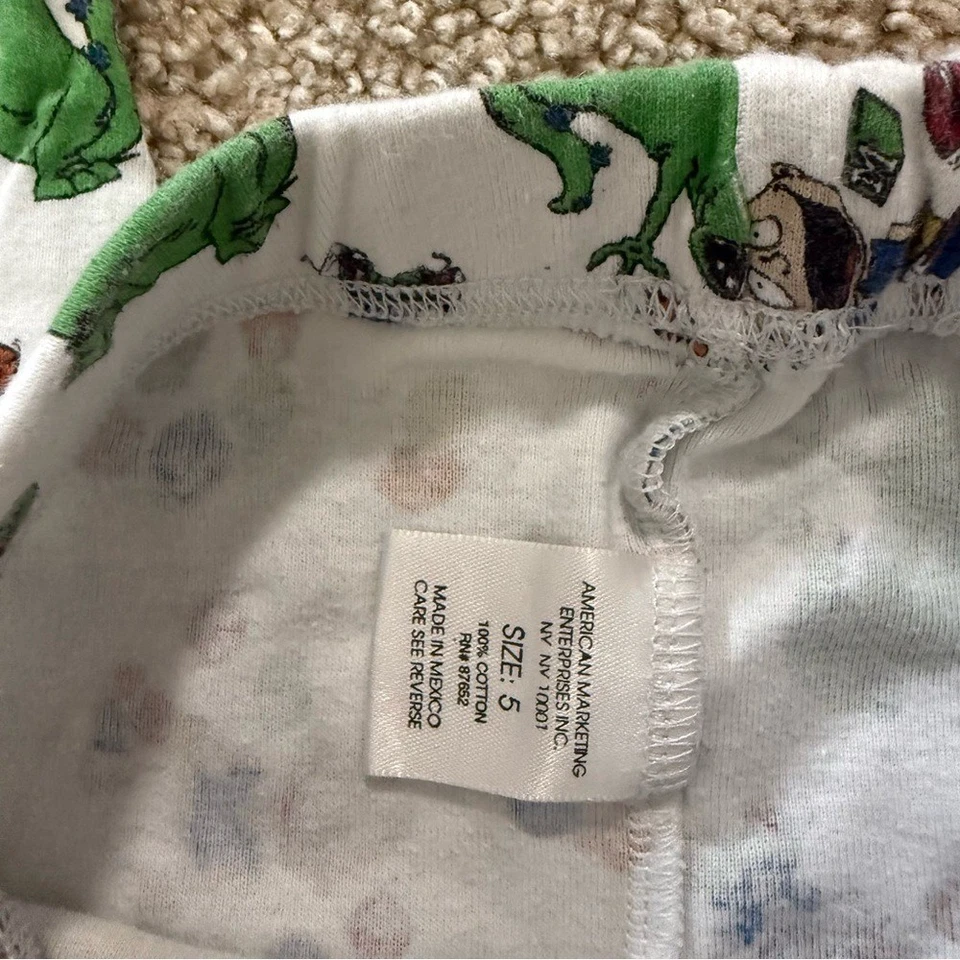 AMERICAN MARKETING
ENTERPRISES INC.
NY NY 10001
SIZE: 5
100% COTTON
RN# 87652
MADE IN MEXICO
CARE SEE REVERSE
M